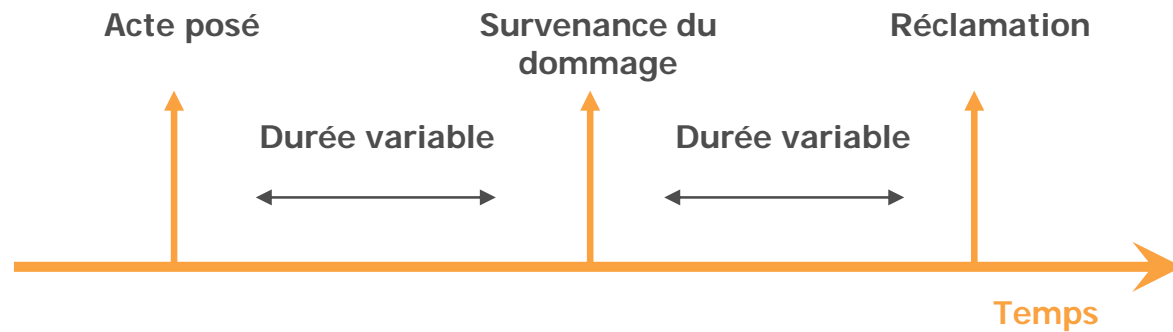 Acte posé
Survenance du
dommage
Réclamation
Durée variable
Durée variable
Temps